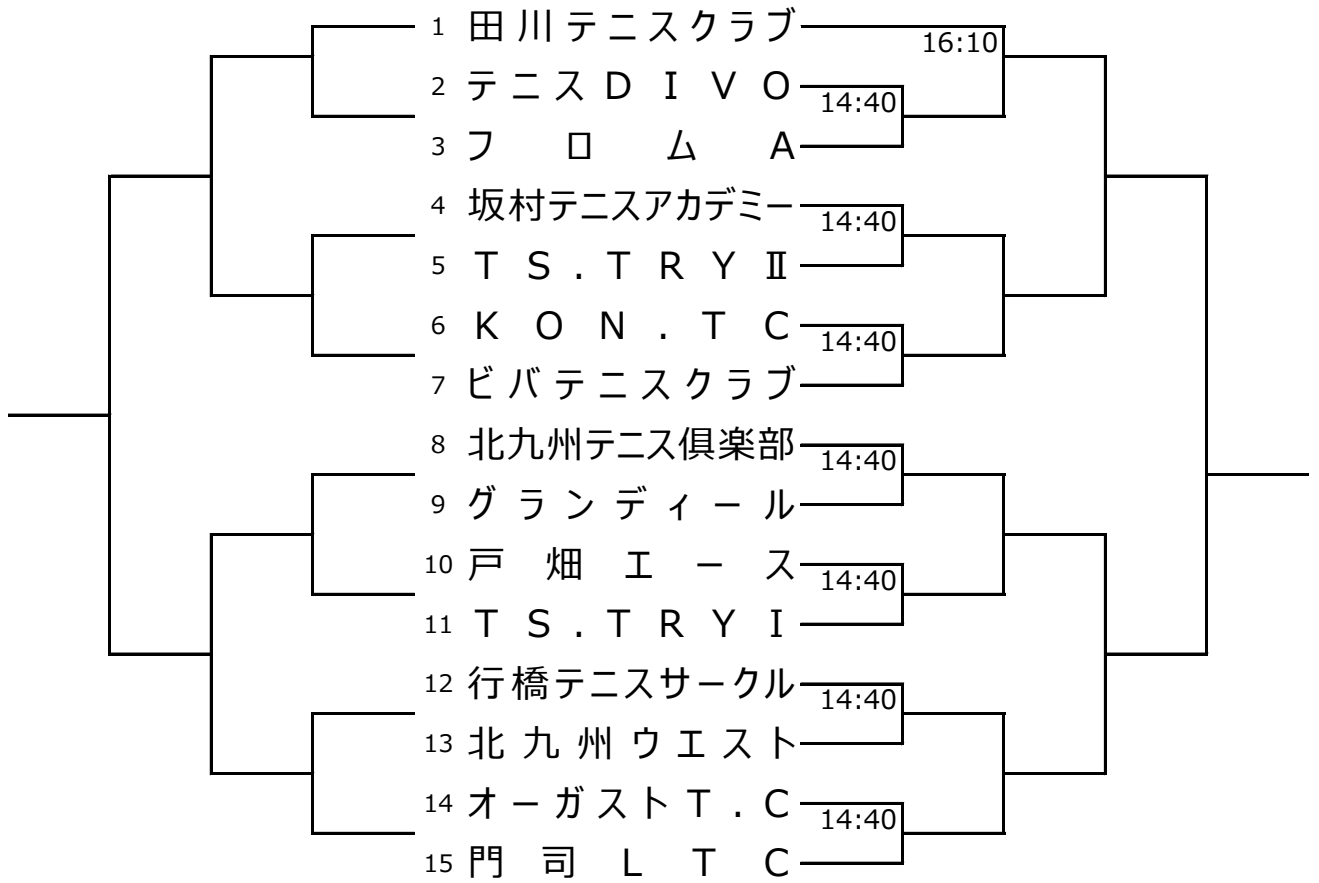 1 田川テニスクラブ
16:10
2 テニスDIVO
14:40
3 フロムA
4 坂村テニスアカデミー
14:40
5 TS.TRYⅡ
6 KON.TC
14:40
7 ビバテニスクラブ
8 北九州テニス倶楽部
14:40
9 グランディール
10 戸畑エース
14:40
11 TS.TRYⅠ
12 行橋テニスサークル
14:40
13 北九州ウエスト
14 オーガストT.C
14:40
15 門司LTC